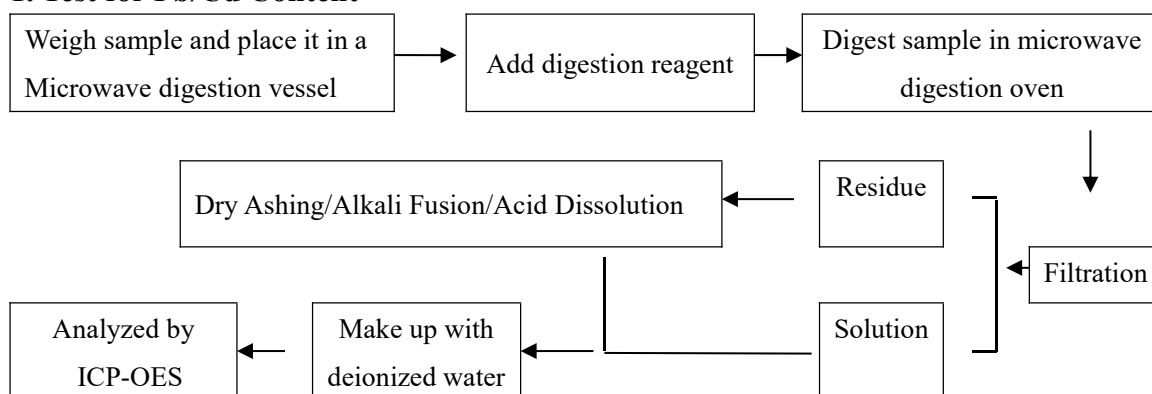 Weigh sample and place it in a
Microwave digestion vessel
Add digestion reagent
Digest sample in microwave
digestion oven
Dry Ashing/Alkali Fusion/Acid Dissolution
Residue
Filtration
Solution
Make up with
deionized water
Analyzed by
ICP-OES